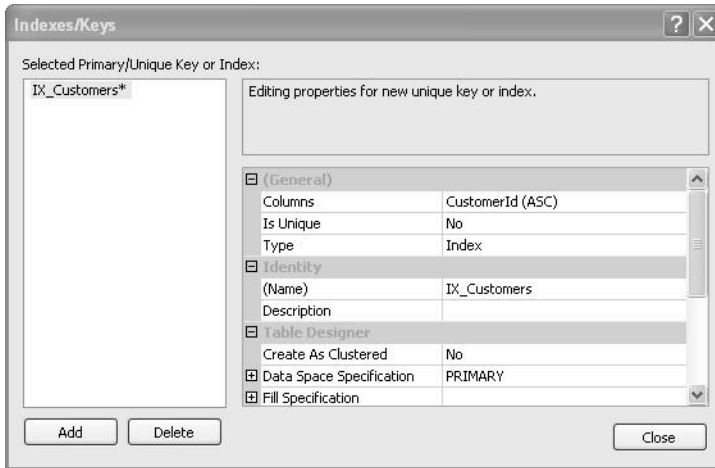 Indexes/Keys
Selected Primary/Unique Key or Index:
IX_Customers*
Editing properties for new unique key or index.
(General)
Columns CustomerId (ASC)
Is Unique No
Type Index
Identity
(Name) IX_Customers
Description
Table Designer
Create As Clustered No
Data Space Specification PRIMARY
Fill Specification
Add Delete
Close